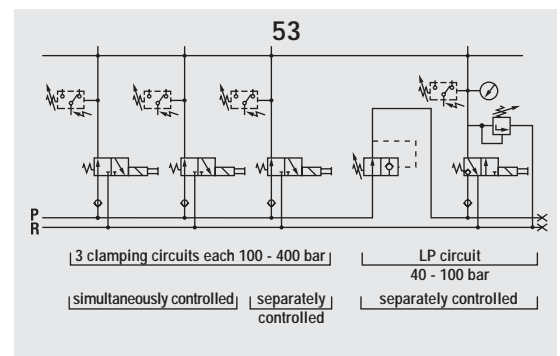 53
P
R
3 clamping circuits each 100 - 400 bar
LP circuit
40 - 100 bar
simultaneously controlled
separately
controlled
separately controlled